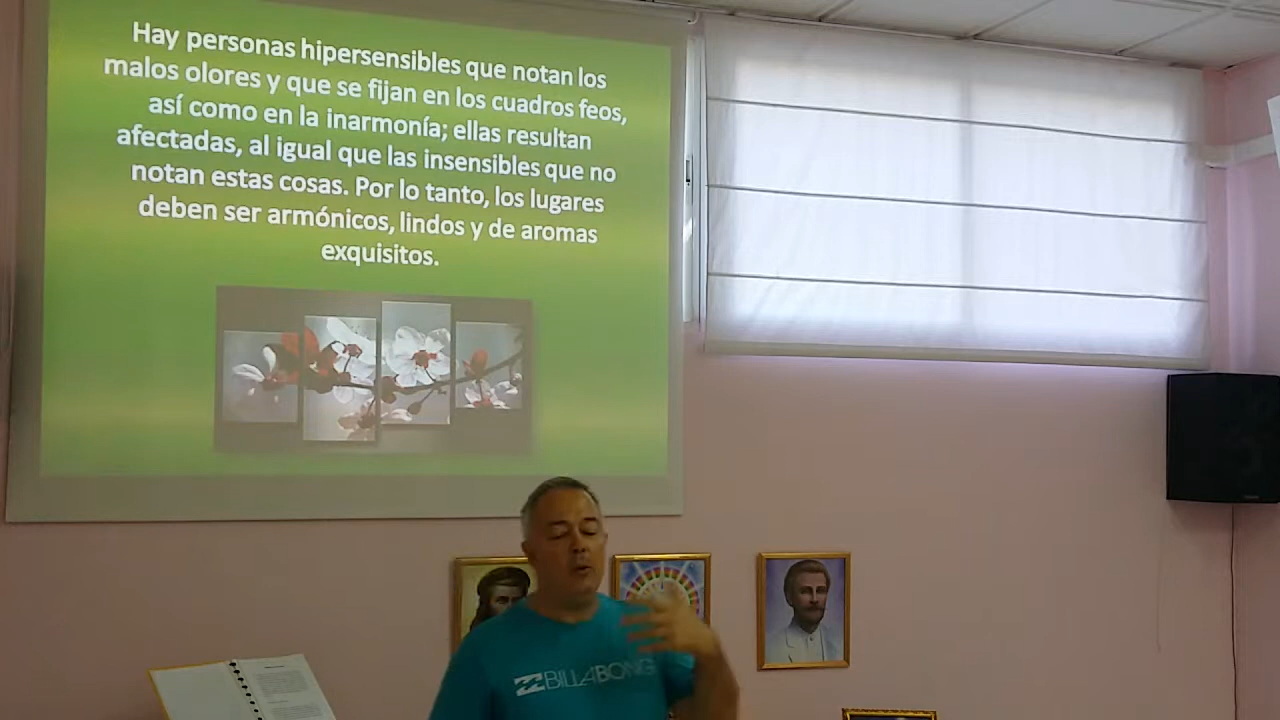 Hay personas hipersensibles que notan los
malos olores y que se fijan en los cuadros feos,
así como en la inarmonía; ellas resultan
afectadas, al igual que las insensibles que no
notan estas cosas. Por lo tanto, los lugares
deben ser armónicos, lindos y de aromas
exquisitos.
BILLABONG